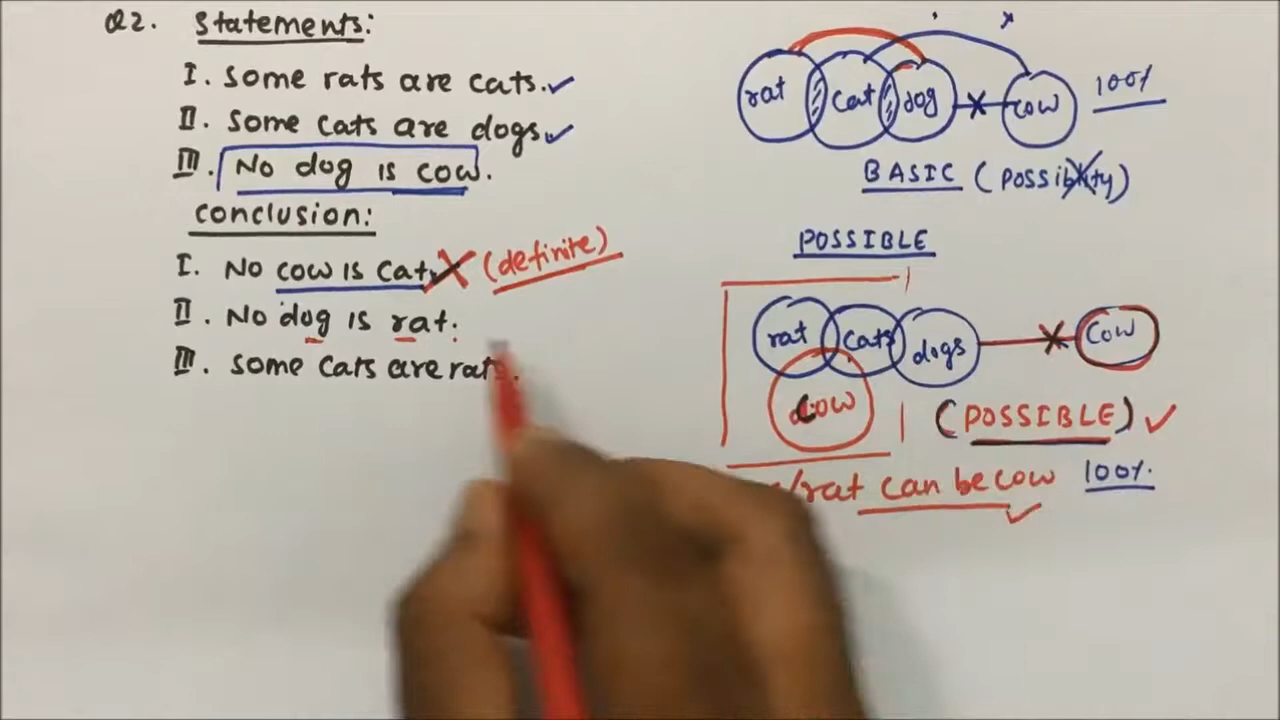 Q2. Statements:
I. Some rats are cats.
II. Some cats are dogs.
III. No dog is cow.
conclusion:
I. No cow is cat. (definite)
II. No dog is rat.
III. Some cats are rats.
rat cat dog cow 100%
BASIC (possibility)
POSSIBLE
rat cats dogs cow
cow (POSSIBLE)
/rat can be cow 100%